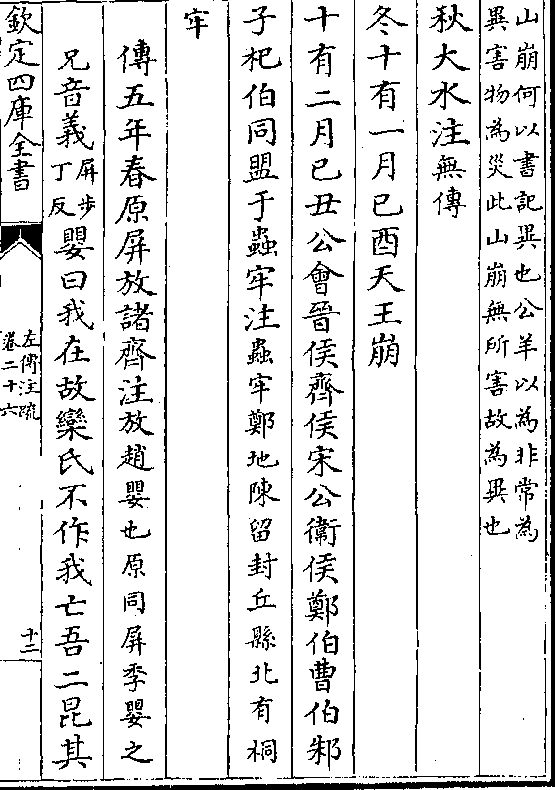 山崩何以書記異也公羊以為非常為
異害物為災此山崩無所害故為異也
秋大水注無傳
冬十有一月己酉天王崩
十有二月己丑公會晉侯齊侯宋公衞侯鄭伯曹伯邾
子杞伯同盟于蟲牢注蟲牢鄭地陳留封丘縣北有桐
牢
傳五年春原屏放諸齊注放趙嬰也原同屏季嬰之
兄音義屏步丁反嬰曰我在故欒氏不作我亡吾二昆其
欽定四庫全書
左傳注疏
卷二十六
十二